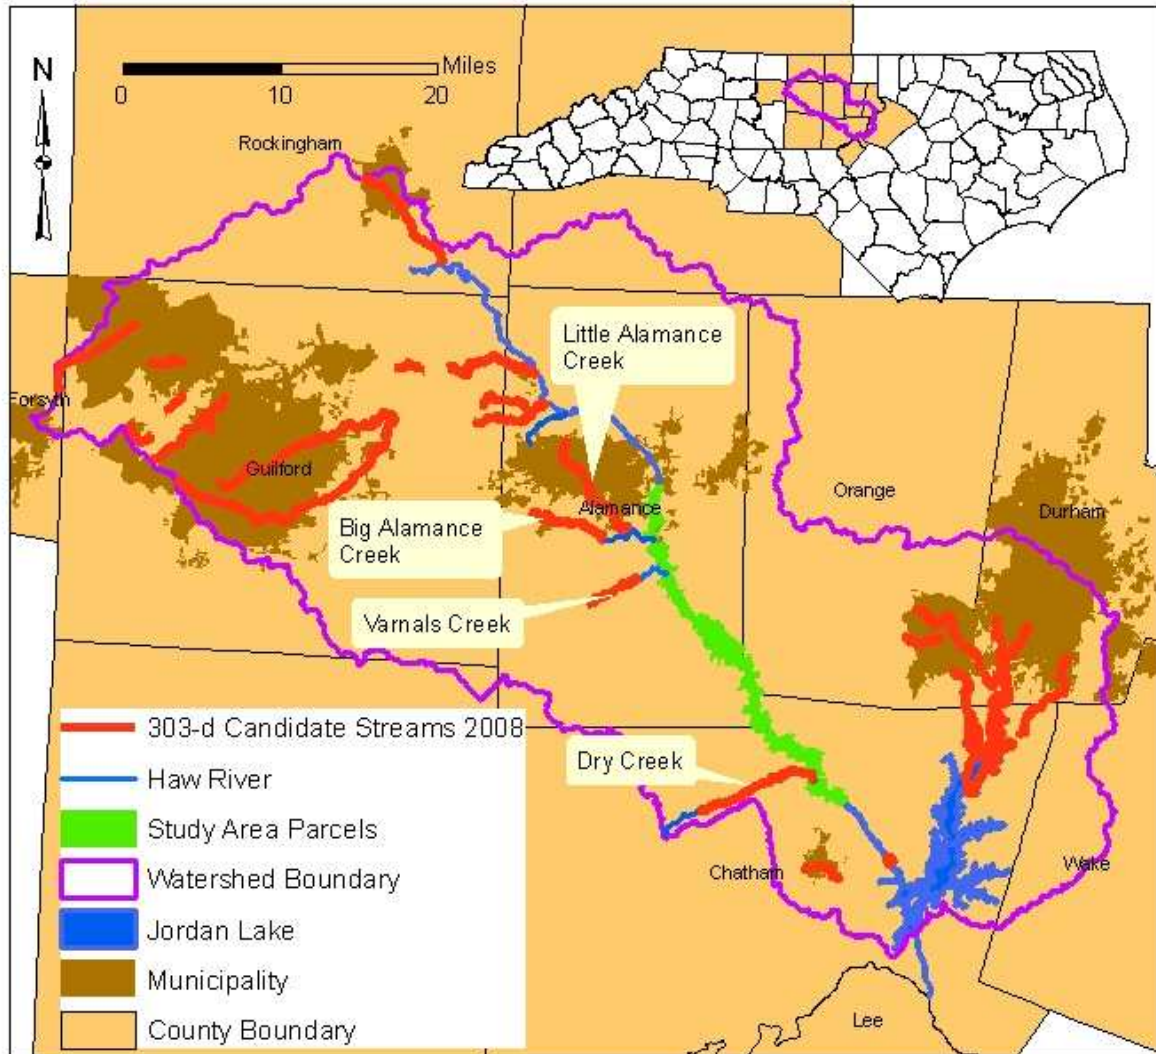 N
Miles
0 10 20
Rockingham
Little Alamance
Creek
Forsyth
Guilford
Orange
Durham
Alamance
Big Alamance
Creek
Varnals Creek
Dry Creek
Chatham
Wake
Lee
303-d Candidate Streams 2008
Haw River
Study Area Parcels
Watershed Boundary
Jordan Lake
Municipality
County Boundary